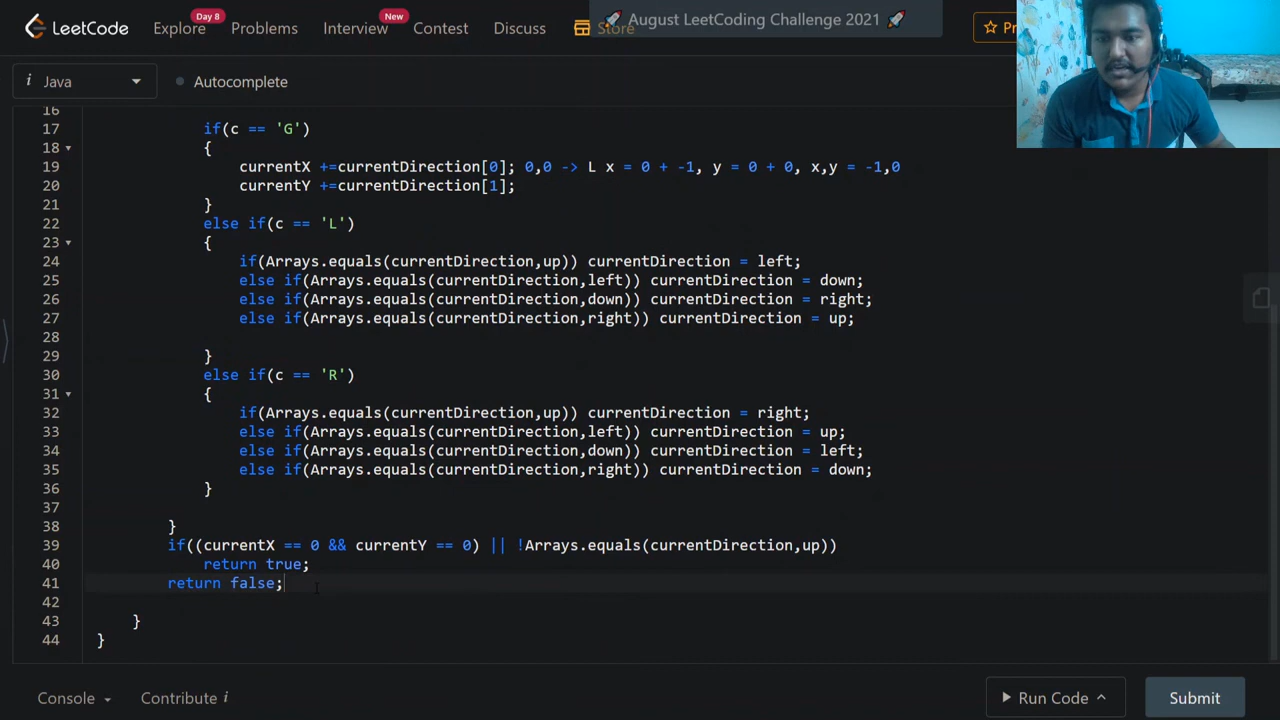 LeetCode
Day 8
Explore
Problems
New
Interview
Contest
Discuss
Store
🚀 August LeetCoding Challenge 2021 🚀
i Java
Autocomplete
16
17 if(c == 'G')
18 {
19 currentX +=currentDirection[0]; 0,0 -> L x = 0 + -1, y = 0 + 0, x,y = -1,0
20 currentY +=currentDirection[1];
21 }
22 else if(c == 'L')
23 {
24 if(Arrays.equals(currentDirection,up)) currentDirection = left;
25 else if(Arrays.equals(currentDirection,left)) currentDirection = down;
26 else if(Arrays.equals(currentDirection,down)) currentDirection = right;
27 else if(Arrays.equals(currentDirection,right)) currentDirection = up;
28
29 }
30 else if(c == 'R')
31 {
32 if(Arrays.equals(currentDirection,up)) currentDirection = right;
33 else if(Arrays.equals(currentDirection,left)) currentDirection = up;
34 else if(Arrays.equals(currentDirection,down)) currentDirection = left;
35 else if(Arrays.equals(currentDirection,right)) currentDirection = down;
36 }
37
38 }
39 if((currentX == 0 && currentY == 0) || !Arrays.equals(currentDirection,up))
40 return true;
41 return false;
42
43 }
44 }
Console
Contribute i
Run Code
Submit